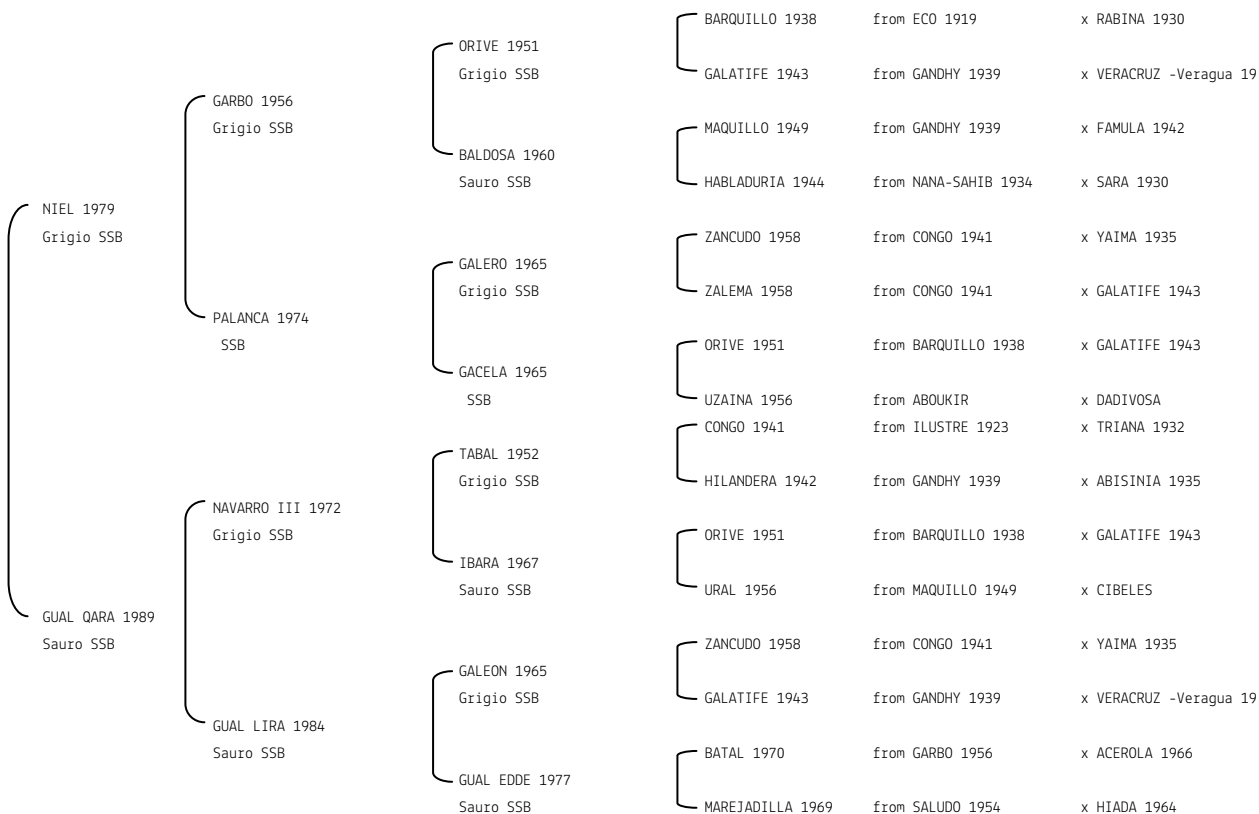 BARQUILLO 1938 from ECO 1919 x RABINA 1930
ORIVE 1951
Grigio SSB GALATIFE 1943 from GANDHY 1939 x VERACRUZ -Veragua 19
GARBO 1956
Grigio SSB MAQUILLO 1949 from GANDHY 1939 x FAMULA 1942
BALDOSA 1960
Sauro SSB HABLADURIA 1944 from NANA-SAHIB 1934 x SARA 1930
NIEL 1979
Grigio SSB ZANCUDO 1958 from CONGO 1941 x YAIMA 1935
GALERO 1965
Grigio SSB ZALEMA 1958 from CONGO 1941 x GALATIFE 1943
PALANCA 1974
SSB ORIVE 1951 from BARQUILLO 1938 x GALATIFE 1943
GACELA 1965
SSB UZAINA 1956 from ABOUKIR x DADIVOSA
CONGO 1941 from ILUSTRE 1923 x TRIANA 1932
TABAL 1952
Grigio SSB HILANDERA 1942 from GANDHY 1939 x ABISINIA 1935
NAVARRO III 1972
Grigio SSB ORIVE 1951 from BARQUILLO 1938 x GALATIFE 1943
IBARA 1967
Sauro SSB URAL 1956 from MAQUILLO 1949 x CIBELES
GUAL QARA 1989
Sauro SSB ZANCUDO 1958 from CONGO 1941 x YAIMA 1935
GALEON 1965
Grigio SSB GALATIFE 1943 from GANDHY 1939 x VERACRUZ -Veragua 19
GUAL LIRA 1984
Sauro SSB BATAL 1970 from GARBO 1956 x ACEROLA 1966
GUAL EDDE 1977
Sauro SSB MAREJADILLA 1969 from SALUDO 1954 x HIADA 1964